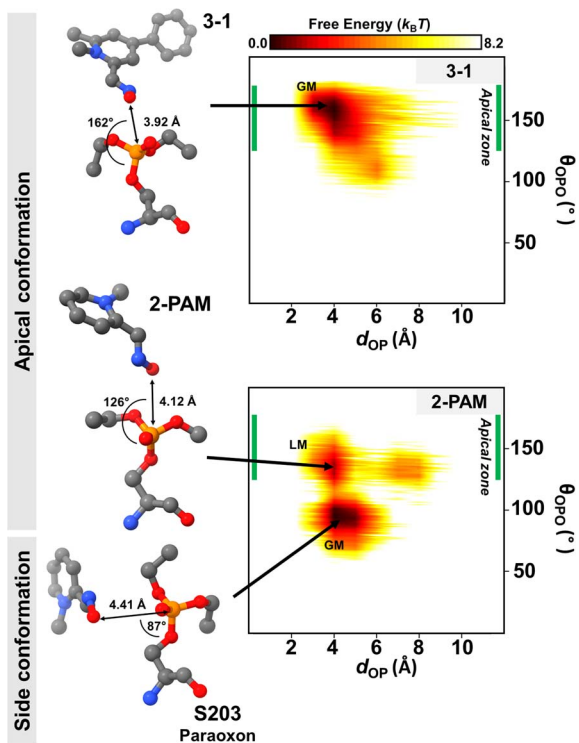 Apical conformation
Side conformation
3-1
162°
3.92 Å
Free Energy (kBT)
0.0
8.2
3-1
GM
Apical zone
150
100
50
θOPO (°)
2 4 6 8 10
dOP (Å)
2-PAM
126°
4.12 Å
2-PAM
LM
GM
Apical zone
150
100
50
θOPO (°)
2 4 6 8 10
dOP (Å)
4.41 Å
87°
S203
Paraoxon